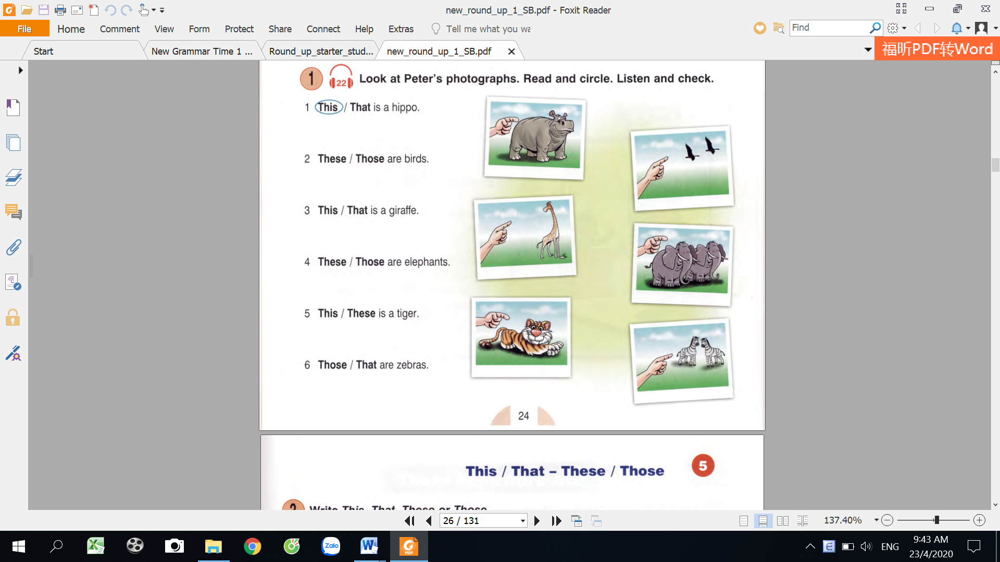 new_round_up_1_SB.pdf - Foxit Reader
File Home Comment View Form Protect Share Connect Help Extras Tell me what you wa
Find
Start
New Grammar Time 1 ...
Round_up_starter_stud...
new_round_up_1_SB.pdf
福昕PDF转Word
1 22 Look at Peter's photographs. Read and circle. Listen and check.
1 This / That is a hippo.
2 These / Those are birds.
3 This / That is a giraffe.
4 These / Those are elephants.
5 This / These is a tiger.
6 Those / That are zebras.
24
This / That – These / Those 5
2 Write This, That, These or Those.
26 / 131
137.40%
Zalo
PDF
ENG
9:43 AM
23/4/2020